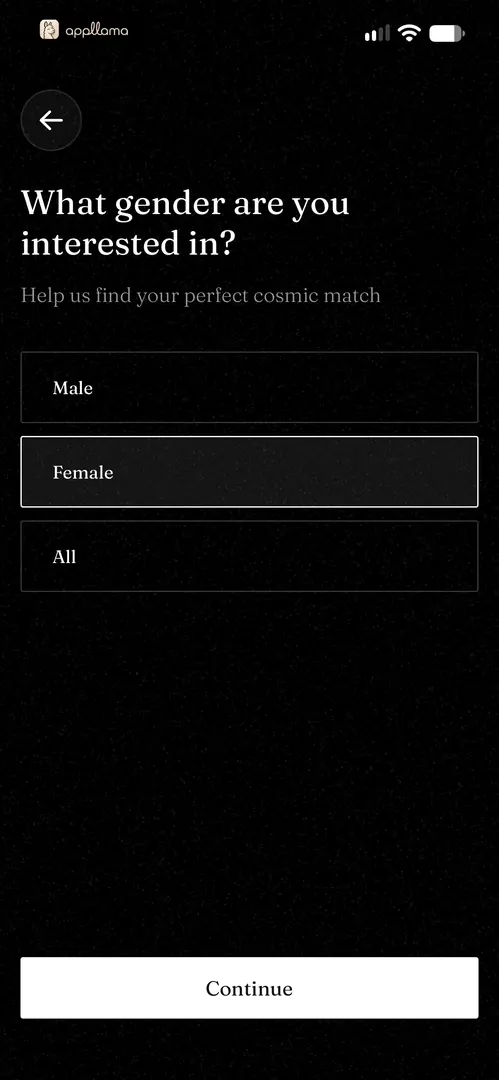 appllama
What gender are you
interested in?
Help us find your perfect cosmic match
Male
Female
All
Continue